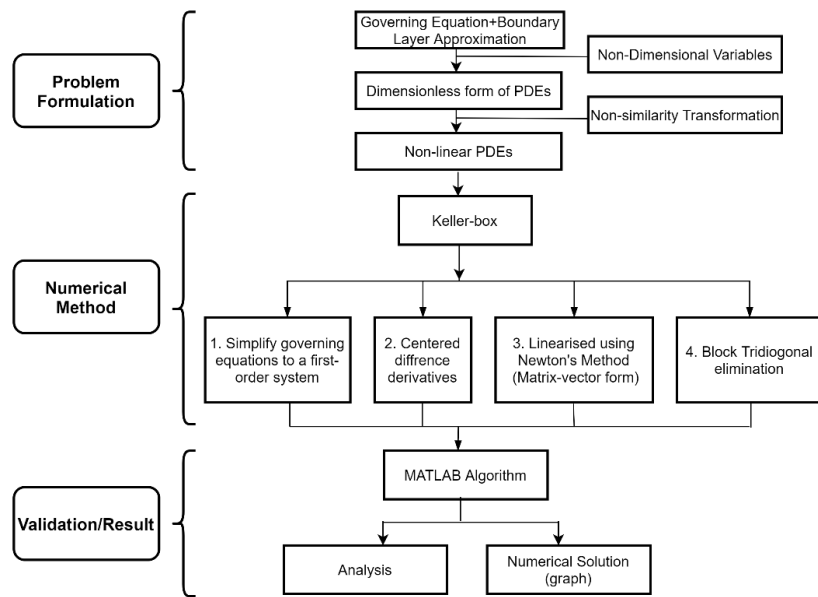 Governing Equation+Boundary
Layer Approximation
Non-Dimensional Variables
Problem
Formulation
Dimensionless form of PDEs
Non-similarity Transformation
Non-linear PDEs
Keller-box
Numerical
Method
1. Simplify governing
equations to a first-
order system
2. Centered
diffrence
derivatives
3. Linearised using
Newton's Method
(Matrix-vector form)
4. Block Tridiogonal
elimination
MATLAB Algorithm
Validation/Result
Analysis
Numerical Solution
(graph)